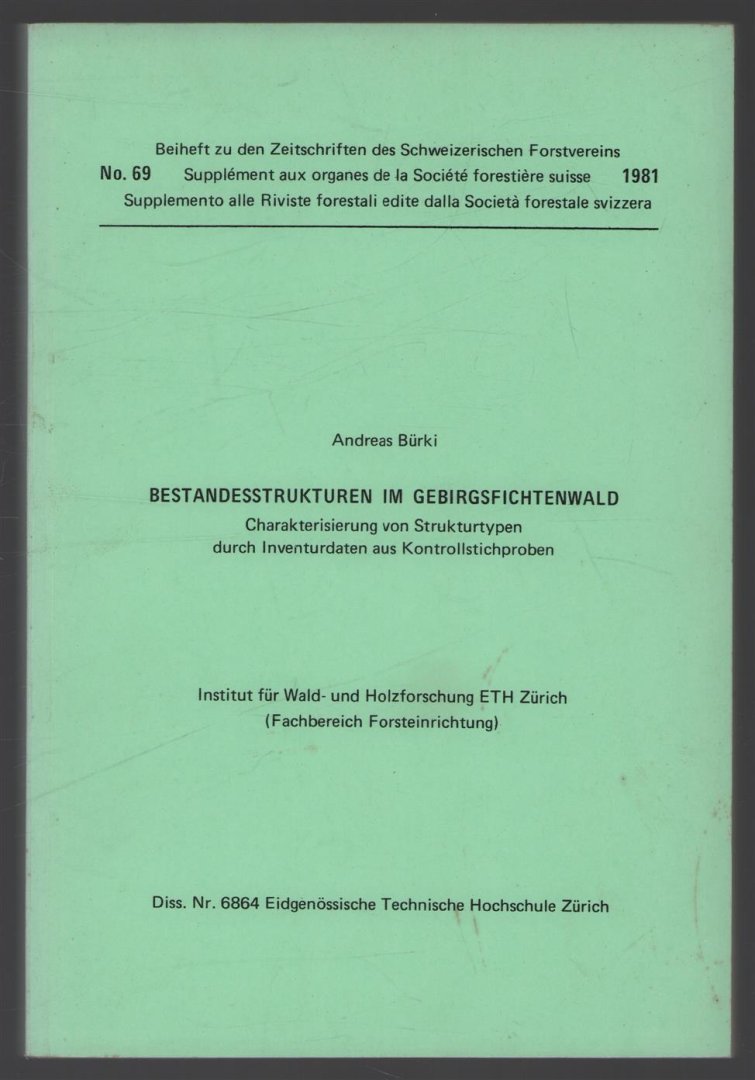 Beiheft zu den Zeitschriften des Schweizerischen Forstvereins
No. 69 Supplément aux organes de la Société forestière suisse 1981
Supplemento alle Riviste forestali edite dalla Società forestale svizzera
Andreas Bürki
BESTANDESSTRUKTUREN IM GEBIRGSFICHTENWALD
Charakterisierung von Strukturtypen
durch Inventurdaten aus Kontrollstichproben
Institut für Wald- und Holzforschung ETH Zürich
(Fachbereich Forsteinrichtung)
Diss. Nr. 6864 Eidgenössische Technische Hochschule Zürich